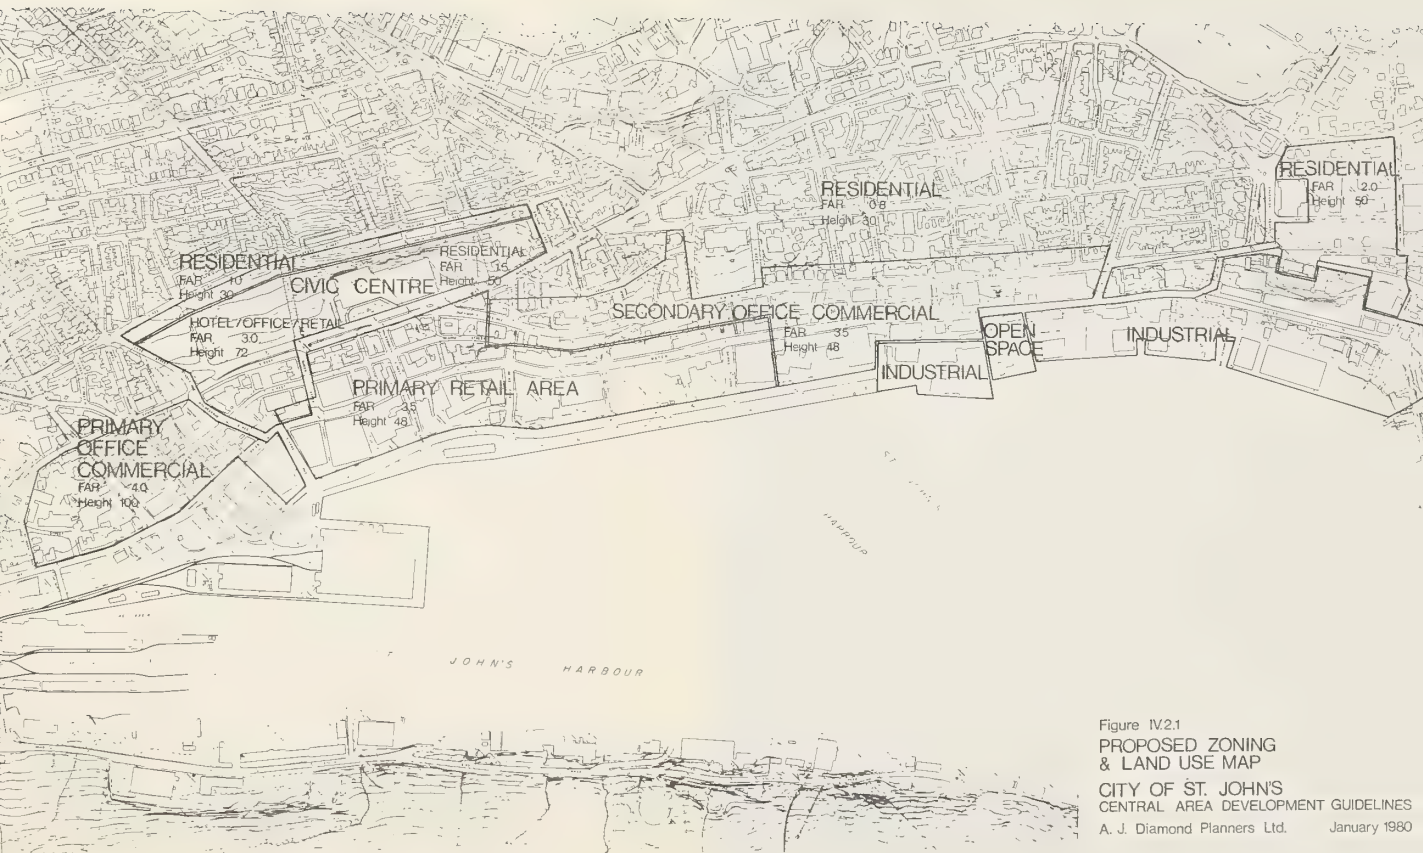 RESIDENTIAL
FAR 2.0
Height 50
RESIDENTIAL
FAR 0.8
Height 30
RESIDENTIAL
FAR 1.5
Height 50
RESIDENTIAL
FAR 1.0
Height 30
CIVIC CENTRE
HOTEL/OFFICE/RETAIL
FAR 3.0
Height 72
SECONDARY OFFICE COMMERCIAL
FAR 3.5
Height 48
OPEN
SPACE
INDUSTRIAL
INDUSTRIAL
PRIMARY RETAIL AREA
FAR 3.5
Height 48
PRIMARY
OFFICE
COMMERCIAL
FAR 4.0
Height 100
HARBOUR
JOHN'S HARBOUR
Figure IV.2.1
PROPOSED ZONING
& LAND USE MAP
CITY OF ST. JOHN'S
CENTRAL AREA DEVELOPMENT GUIDELINES
A. J. Diamond Planners Ltd. January 1980